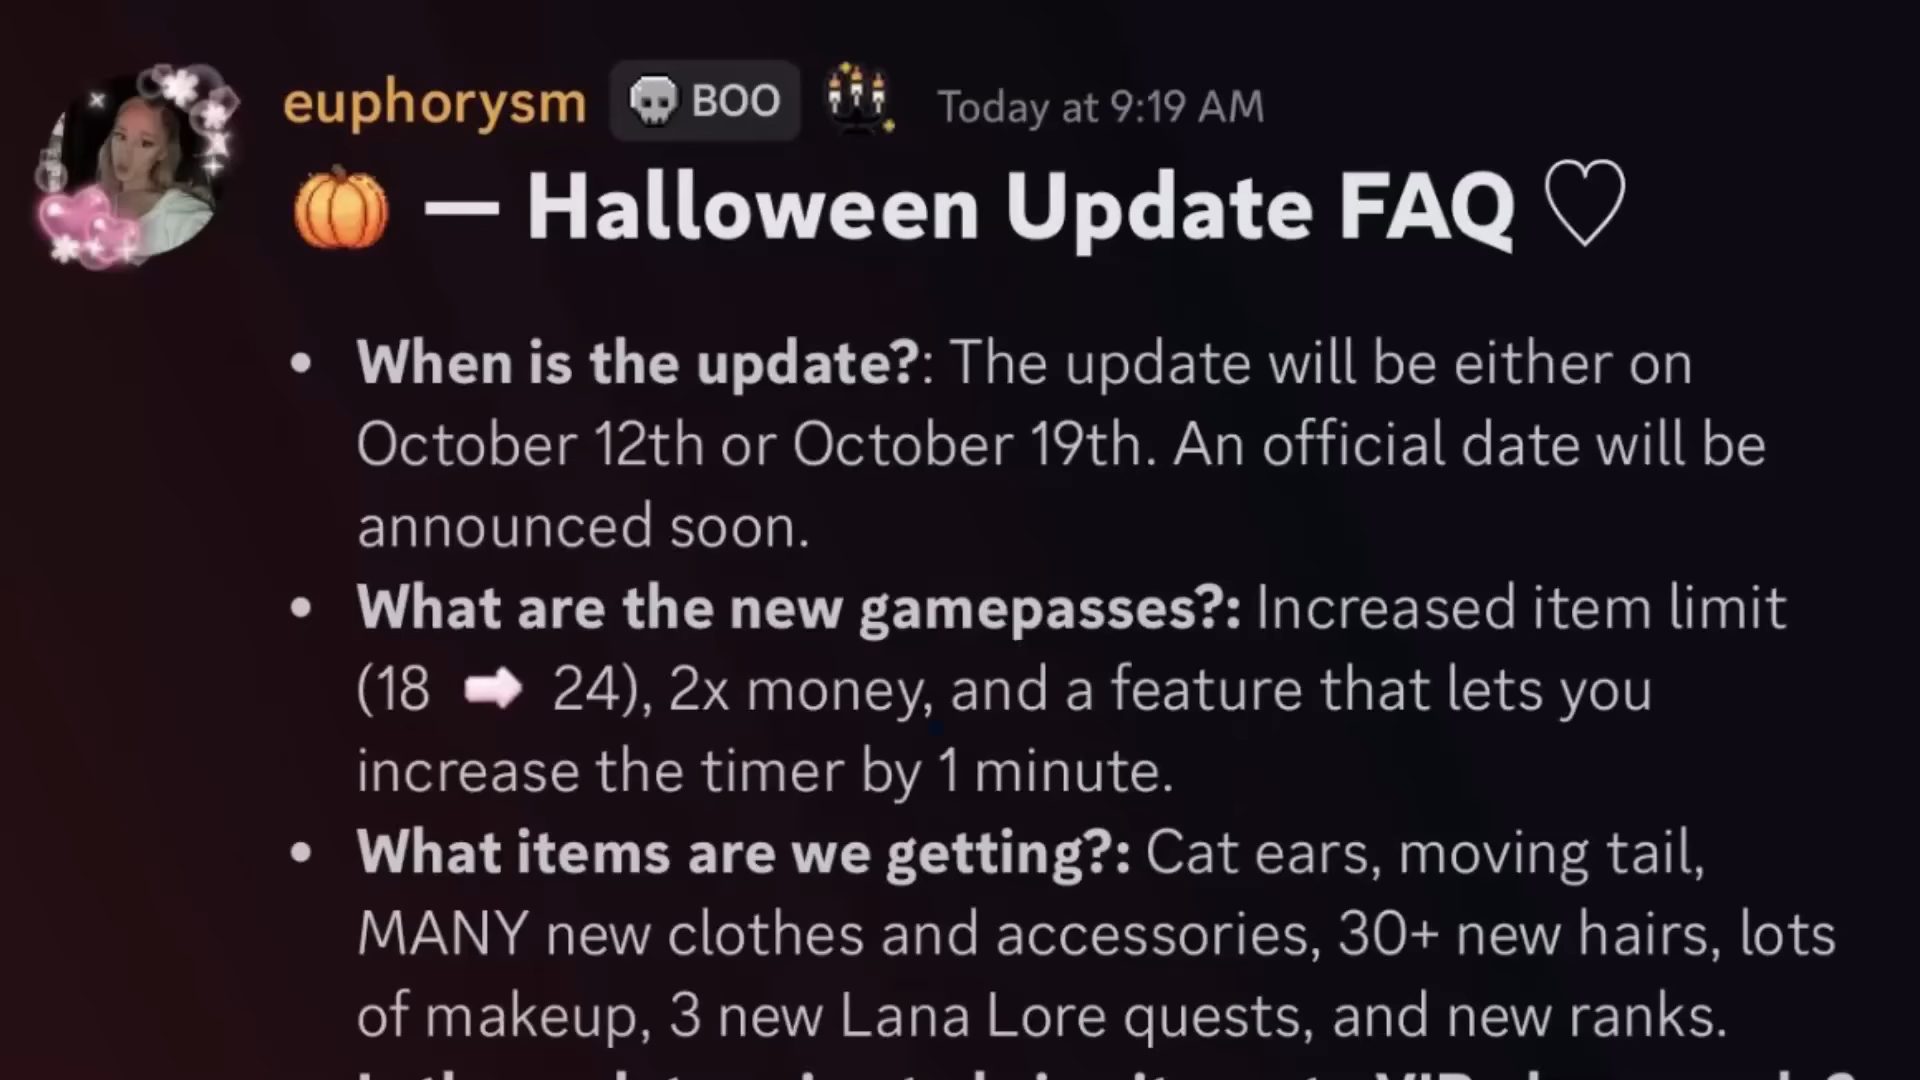 euphorysm BOO Today at 9:19 AM
🎃 — Halloween Update FAQ ♡
• When is the update?: The update will be either on
October 12th or October 19th. An official date will be
announced soon.
• What are the new gamepasses?: Increased item limit
(18 ➡ 24), 2x money, and a feature that lets you
increase the timer by 1 minute.
• What items are we getting?: Cat ears, moving tail,
MANY new clothes and accessories, 30+ new hairs, lots
of makeup, 3 new Lana Lore quests, and new ranks.